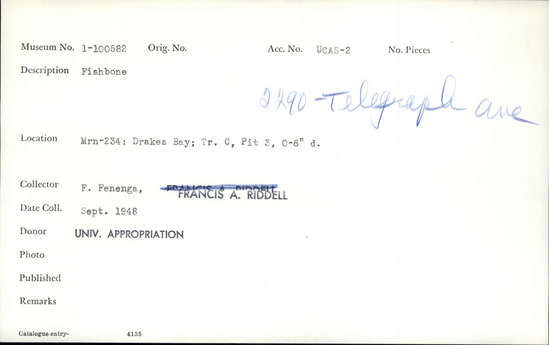 Museum No. 1-100582 Orig. No. Acc. No. UCAS-2 No. Pieces
Description Fishbone
2290-Telegraph Ave
Location Mrn-234: Drakes Bay; Tr. C, Pit 3, 0-6" d.
Collector F. Fenenga, FRANCIS A. RIDDELL
FRANCIS A. RIDDELL
Date Coll. Sept. 1948
Donor UNIV. APPROPRIATION
Photo
Published
Remarks
Catalogue entry- 4135